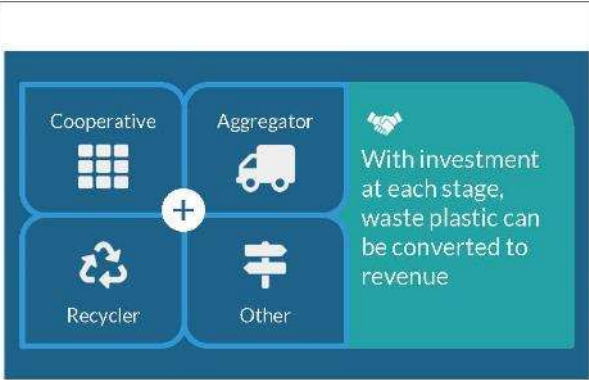 Cooperative
Aggregator
Recycler
Other
With investment
at each stage,
waste plastic can
be converted to
revenue